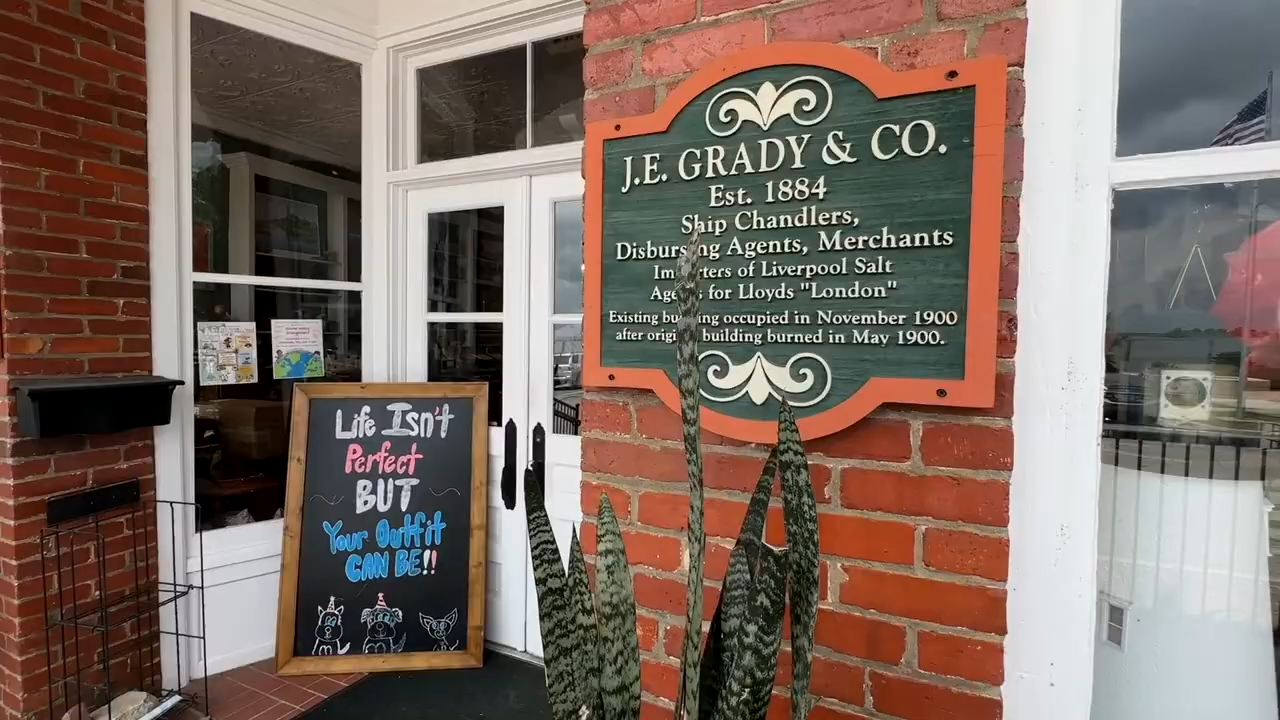 J.E. GRADY & CO.
Est. 1884
Ship Chandlers,
Disbursing Agents, Merchants
Importers of Liverpool Salt
Agents for Lloyds "London"
Existing building occupied in November 1900
after original building burned in May 1900.
Life Isn't
Perfect
BUT
Your Outfit
CAN BE!!